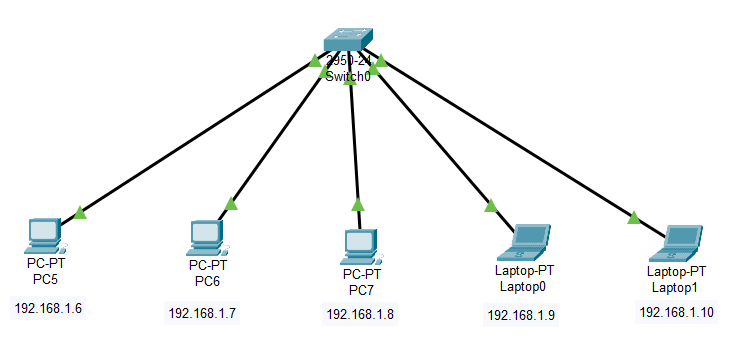 2950-24
Switch0
PC-PT
PC5
PC-PT
PC6
PC-PT
PC7
Laptop-PT
Laptop0
Laptop-PT
Laptop1
192.168.1.6
192.168.1.7
192.168.1.8
192.168.1.9
192.168.1.10